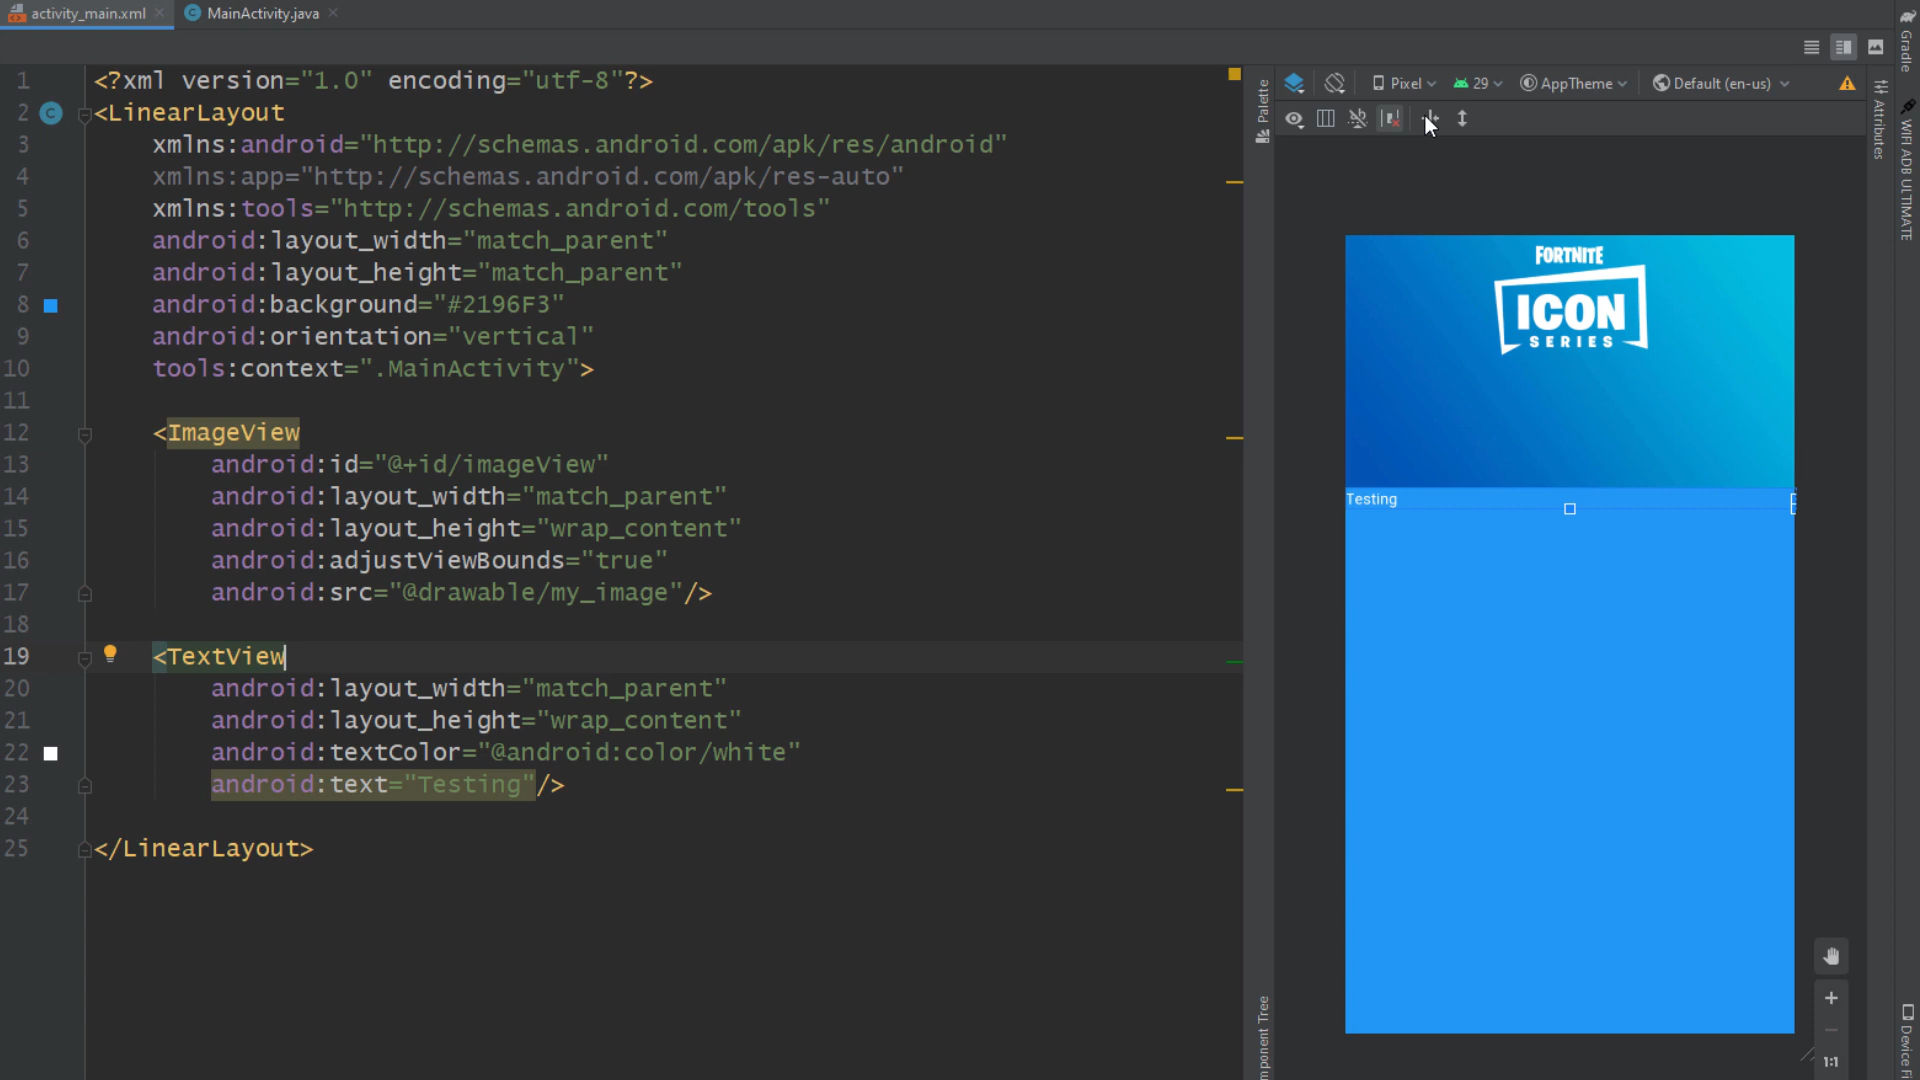 activity_main.xml
MainActivity.java
1 <?xml version="1.0" encoding="utf-8"?>
2 <LinearLayout
3 xmlns:android="http://schemas.android.com/apk/res/android"
4 xmlns:app="http://schemas.android.com/apk/res-auto"
5 xmlns:tools="http://schemas.android.com/tools"
6 android:layout_width="match_parent"
7 android:layout_height="match_parent"
8 android:background="#2196F3"
9 android:orientation="vertical"
10 tools:context=".MainActivity">
11
12 <ImageView
13 android:id="@+id/imageView"
14 android:layout_width="match_parent"
15 android:layout_height="wrap_content"
16 android:adjustViewBounds="true"
17 android:src="@drawable/my_image"/>
18
19 <TextView
20 android:layout_width="match_parent"
21 android:layout_height="wrap_content"
22 android:textColor="@android:color/white"
23 android:text="Testing"/>
24
25 </LinearLayout>
C
C
Palette
mponent Tree
Pixel
29
AppTheme
Default (en-us)
FORTNITE
ICON
SERIES
Testing
1:1
Attributes
Gradle
WIFI ADB ULTIMATE
Device Fi